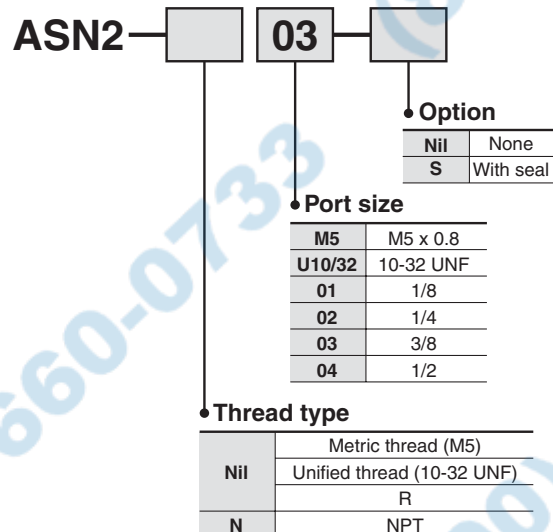 ASN2— 03 —
Option
Nil None
S With seal
Port size
M5 M5 x 0.8
U10/32 10-32 UNF
01 1/8
02 1/4
03 3/8
04 1/2
Thread type
Nil Metric thread (M5)
Unified thread (10-32 UNF)
R
N NPT
660-0733